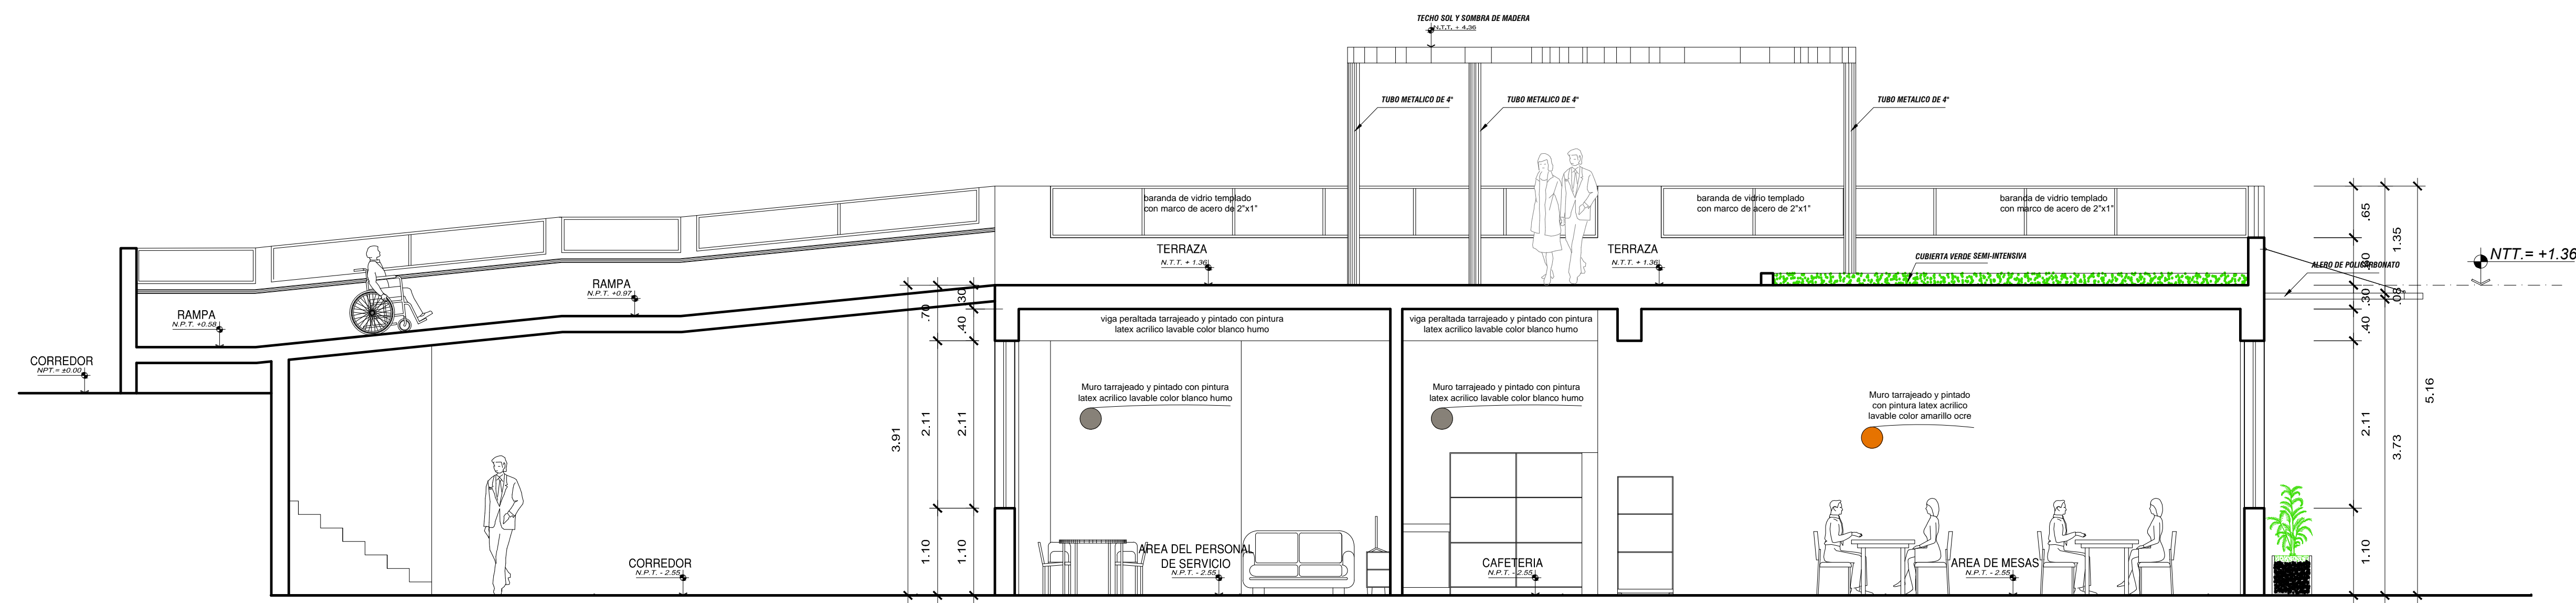 TECHO SOL Y SOMBRA DE MADERA
N.T.T. + 4.36
TUBO METALICO DE 4"
TUBO METALICO DE 4"
TUBO METALICO DE 4"
baranda de vidrio templado
con marco de acero de 2"x1"
baranda de vidrio templado
con marco de acero de 2"x1"
baranda de vidrio templado
con marco de acero de 2"x1"
TERRAZA
N.T.T. + 1.36
TERRAZA
N.T.T. + 1.36
CUBIERTA VERDE SEMI-INTENSIVA
ALERO DE POLICARBONATO
NTT.= +1.36
RAMPA
N.P.T. +0.97
RAMPA
N.P.T. +0.58
CORREDOR
NPT.= ±0.00
viga peraltada tarrajeado y pintado con pintura
latex acrilico lavable color blanco humo
viga peraltada tarrajeado y pintado con pintura
latex acrilico lavable color blanco humo
Muro tarrajeado y pintado con pintura
latex acrilico lavable color blanco humo
Muro tarrajeado y pintado con pintura
latex acrilico lavable color blanco humo
Muro tarrajeado y pintado
con pintura latex acrilico
lavable color amarillo ocre
3.91
.70
2.11
1.10
.30
.40
2.11
1.10
.65
.30
.40
2.11
1.10
1.35
.08
3.73
5.16
CORREDOR
N.P.T. - 2.55
AREA DEL PERSONAL
DE SERVICIO
N.P.T. - 2.55
CAFETERIA
N.P.T. - 2.55
AREA DE MESAS
N.P.T. - 2.55